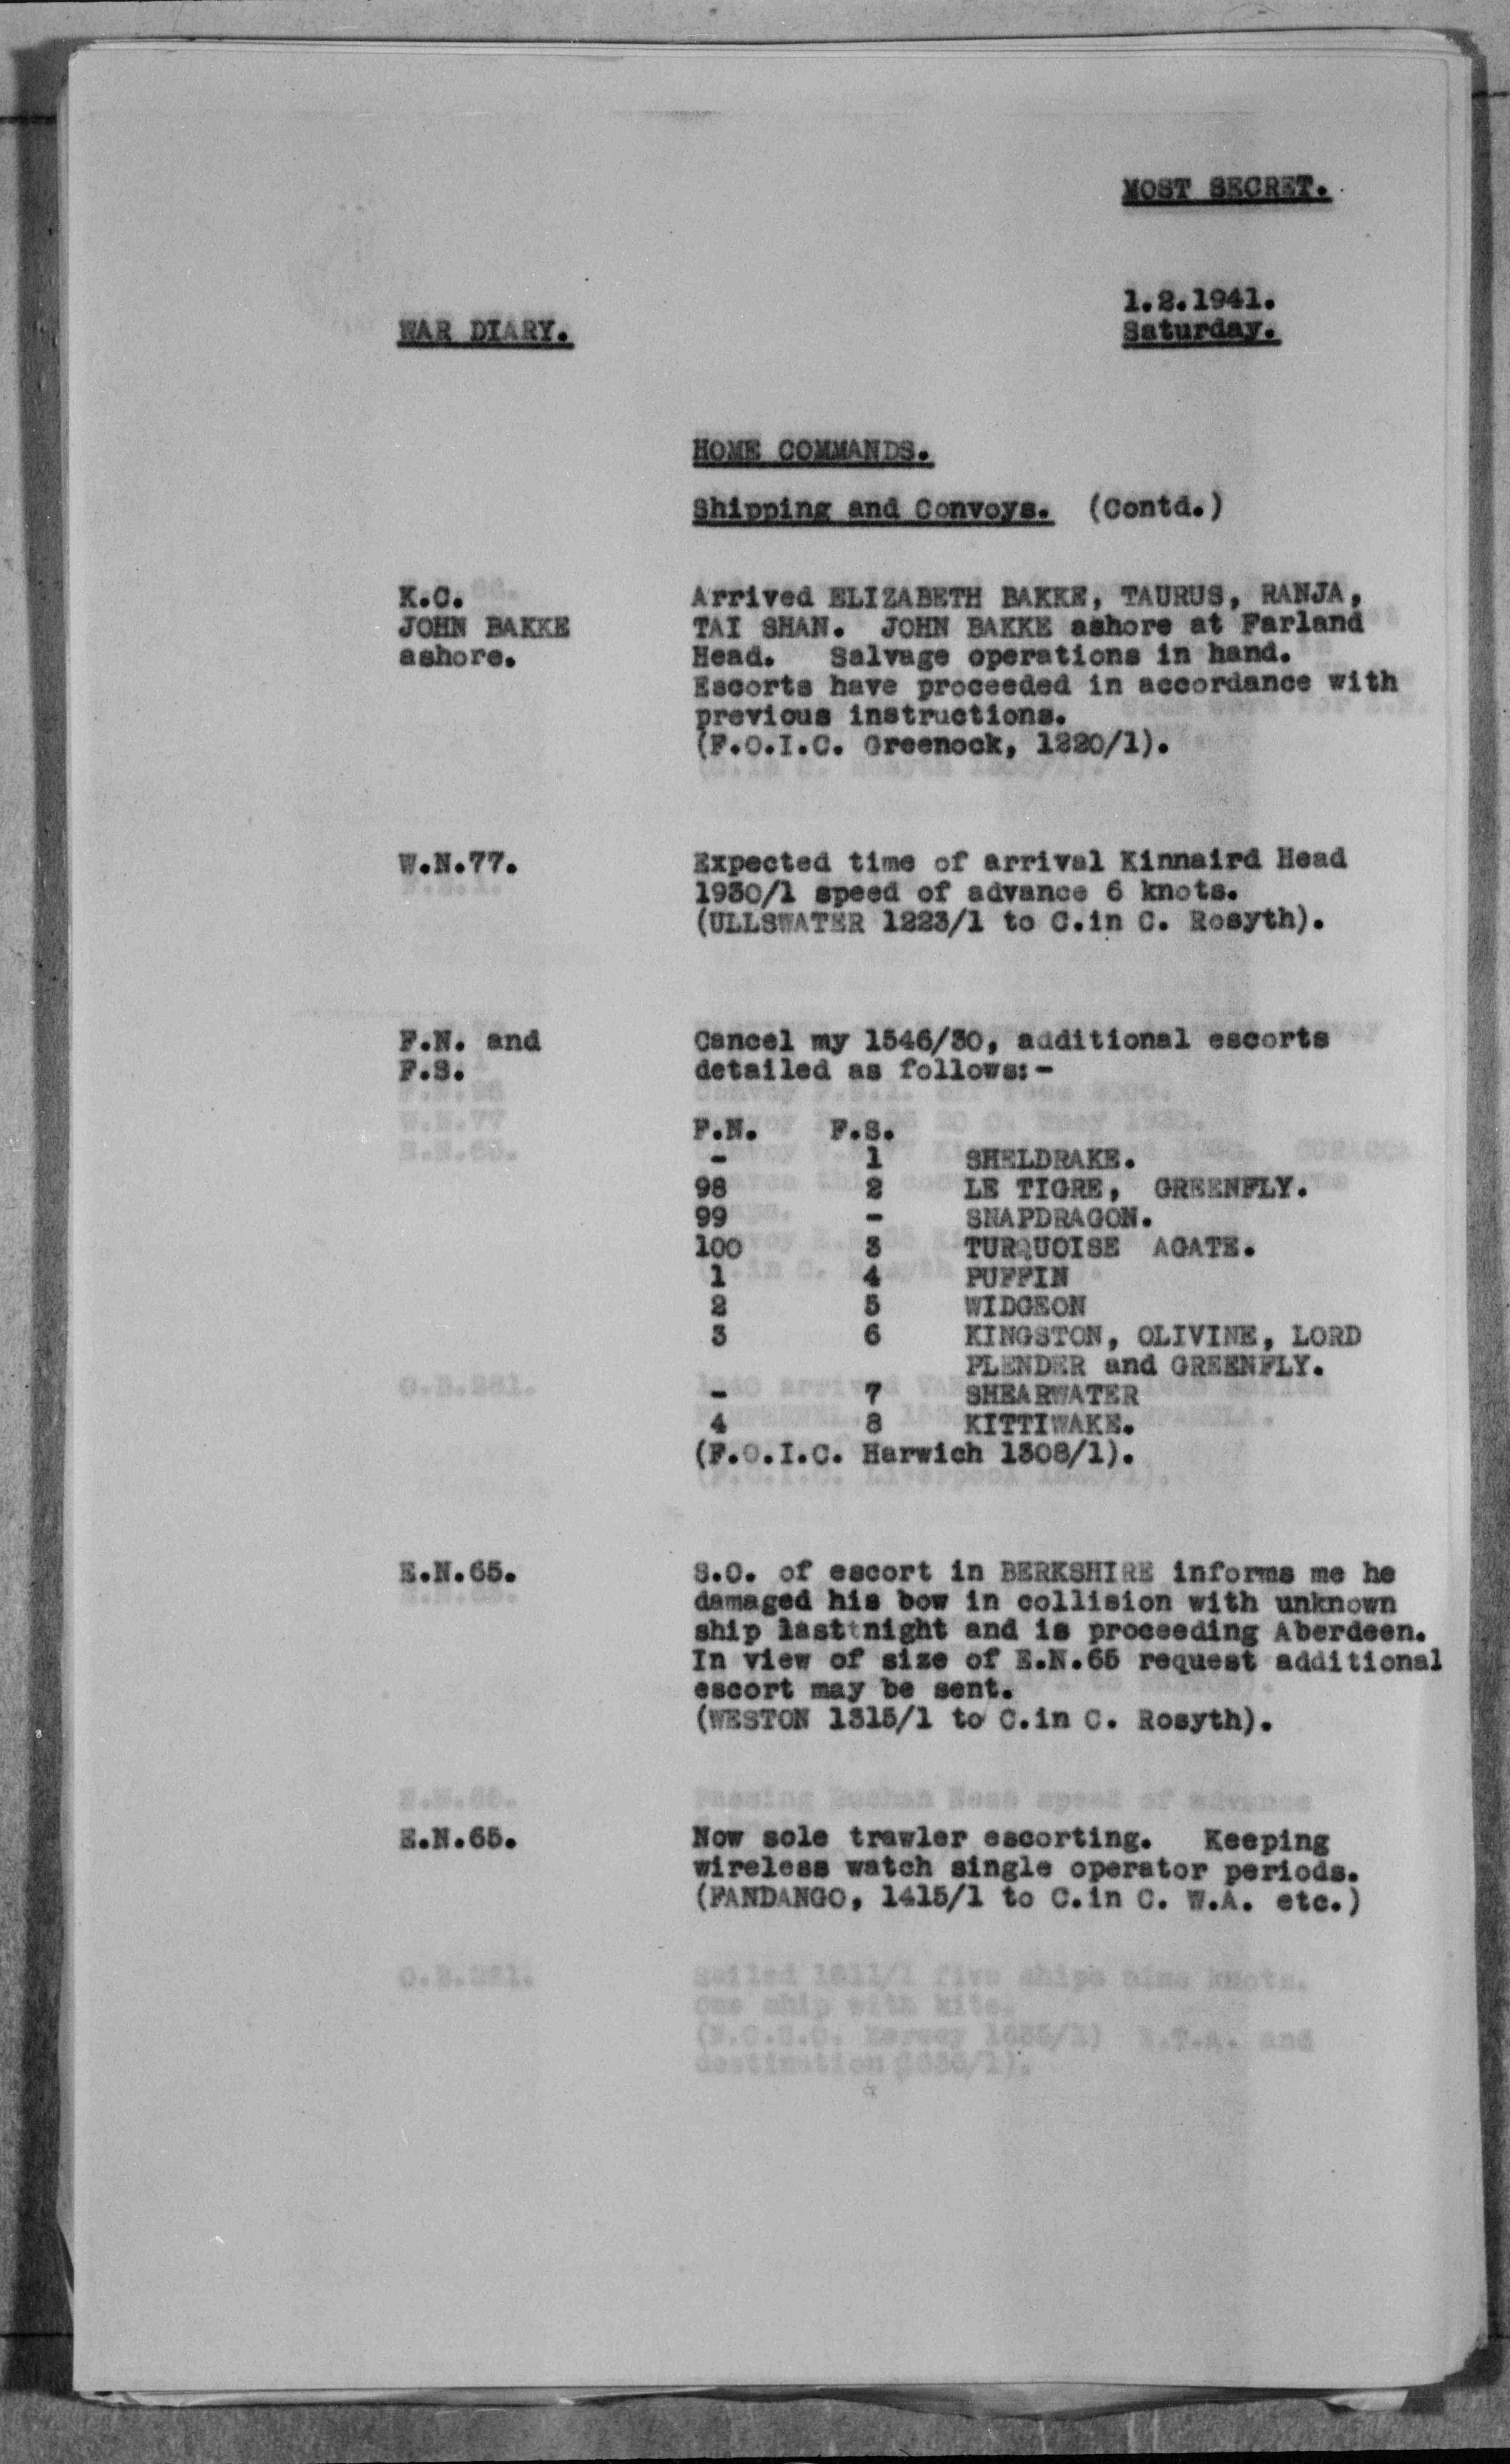 MOST SECRET.
1.2.1941.
WAR DIARY. Saturday.
HOME COMMANDS.
Shipping and Convoys. (Contd.)
K.C. Arrived ELIZABETH BAKKE, TAURUS, RANJA,
JOHN BAKKE TAI SHAN. JOHN BAKKE ashore at Farland
ashore. Head. Salvage operations in hand.
Escorts have proceeded in accordance with
previous instructions.
(F.O.I.C. Greenock, 1220/1).
W.N.77. Expected time of arrival Kinnaird Head
1930/1 speed of advance 6 knots.
(ULLSWATER 1223/1 to C.in C. Rosyth).
F.N. and Cancel my 1546/30, additional escorts
F.S. detailed as follows:-
F.N. F.S.
- 1 SHELDRAKE.
98 2 LE TIGRE, GREENFLY.
99 - SNAPDRAGON.
100 3 TURQUOISE AGATE.
1 4 PUFFIN
2 5 WIDGEON
3 6 KINGSTON, OLIVINE, LORD
PLENDER and GREENFLY.
- 7 SHEARWATER
4 8 KITTIWAKE.
(F.O.I.C. Harwich 1308/1).
E.N.65. S.O. of escort in BERKSHIRE informs me he
damaged his bow in collision with unknown
ship last night and is proceeding Aberdeen.
In view of size of E.N.65 request additional
escort may be sent.
(WESTON 1315/1 to C.in C. Rosyth).
E.N.65. Now sole trawler escorting. Keeping
wireless watch single operator periods.
(FANDANGO, 1415/1 to C.in C. W.A. etc.)